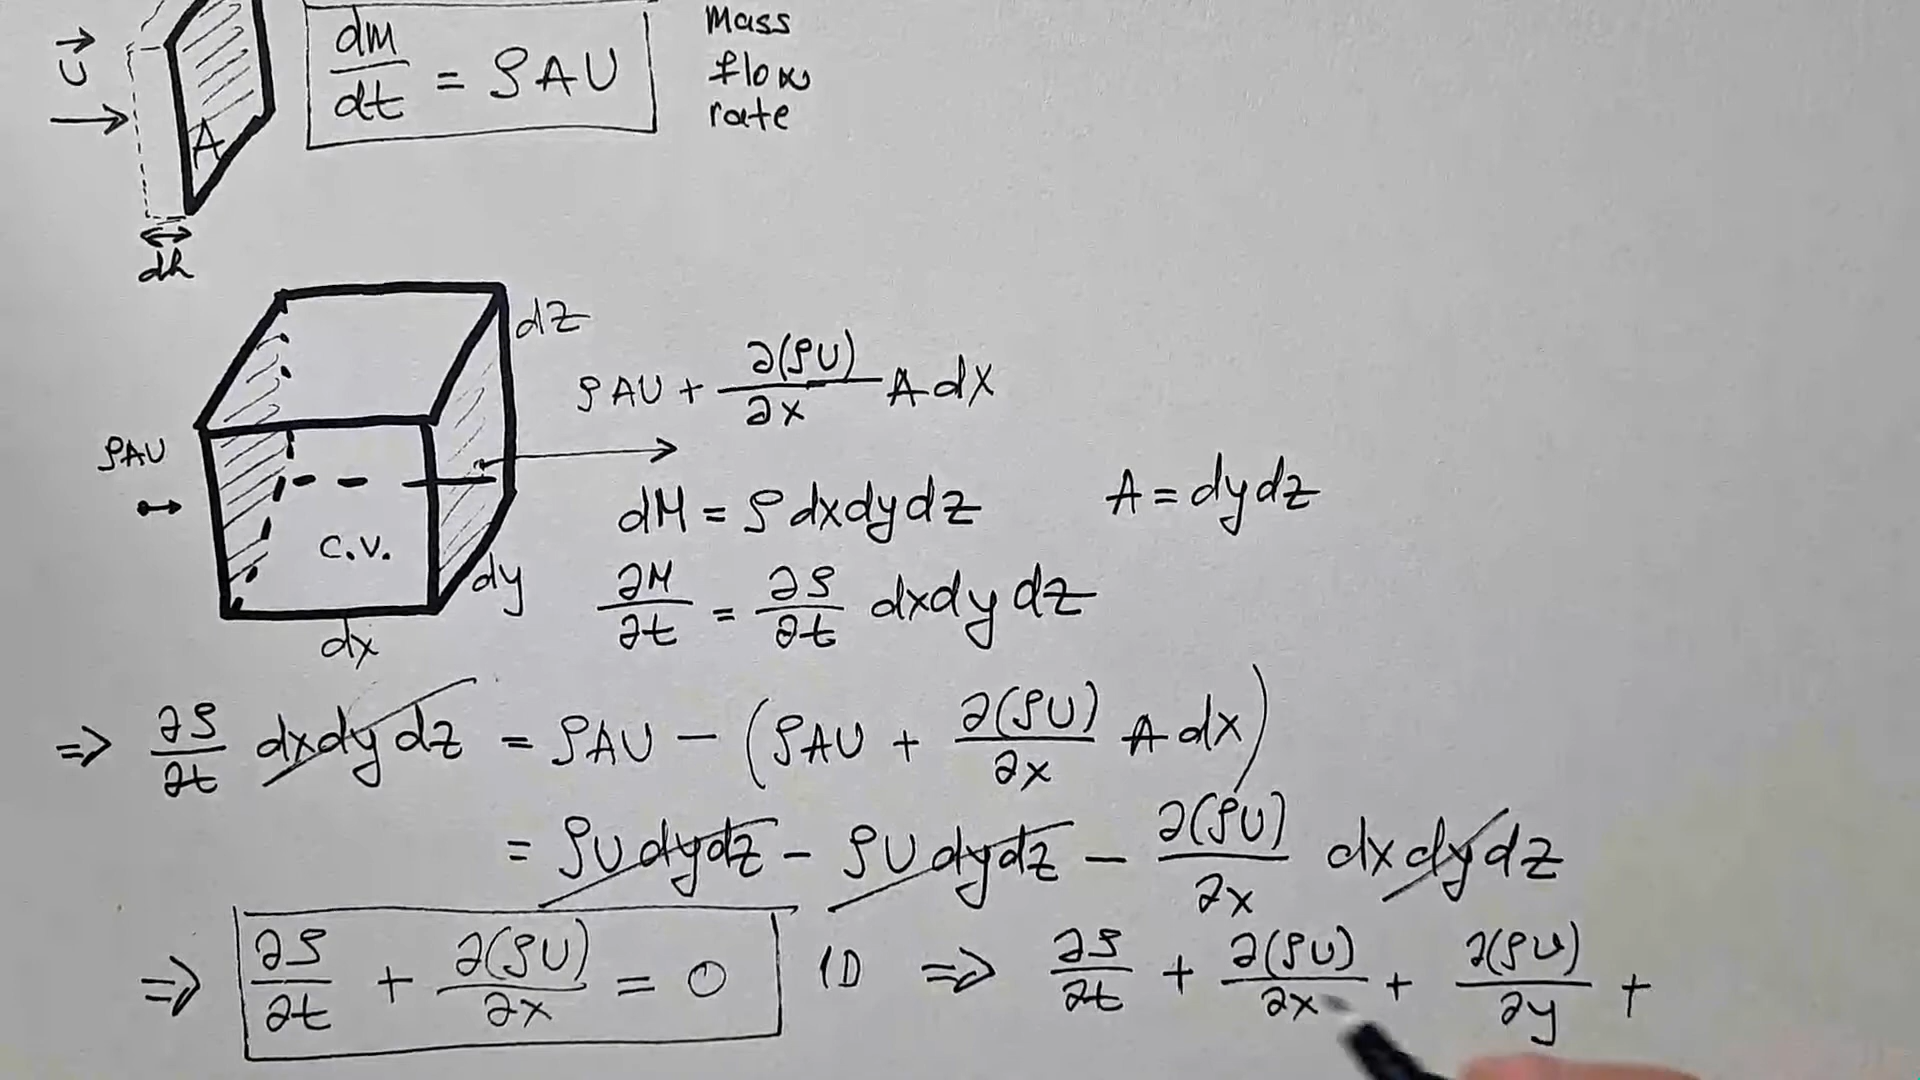 U
A
dh
dm/dt = ρAU
Mass
flow
rate
dz
ρAU
c.v.
dy
dx
ρAU + ∂(ρU)/∂x A dx
dM = ρ dxdydz
A = dydz
∂M/∂t = ∂ρ/∂t dxdydz
⇒ ∂ρ/∂t dxdydz = ρAU − (ρAU + ∂(ρU)/∂x A dx)
= ρU dydz − ρU dydz − ∂(ρU)/∂x dxdydz
⇒ ∂ρ/∂t + ∂(ρU)/∂x = 0 1D ⇒ ∂ρ/∂t + ∂(ρU)/∂x + ∂(ρv)/∂y +